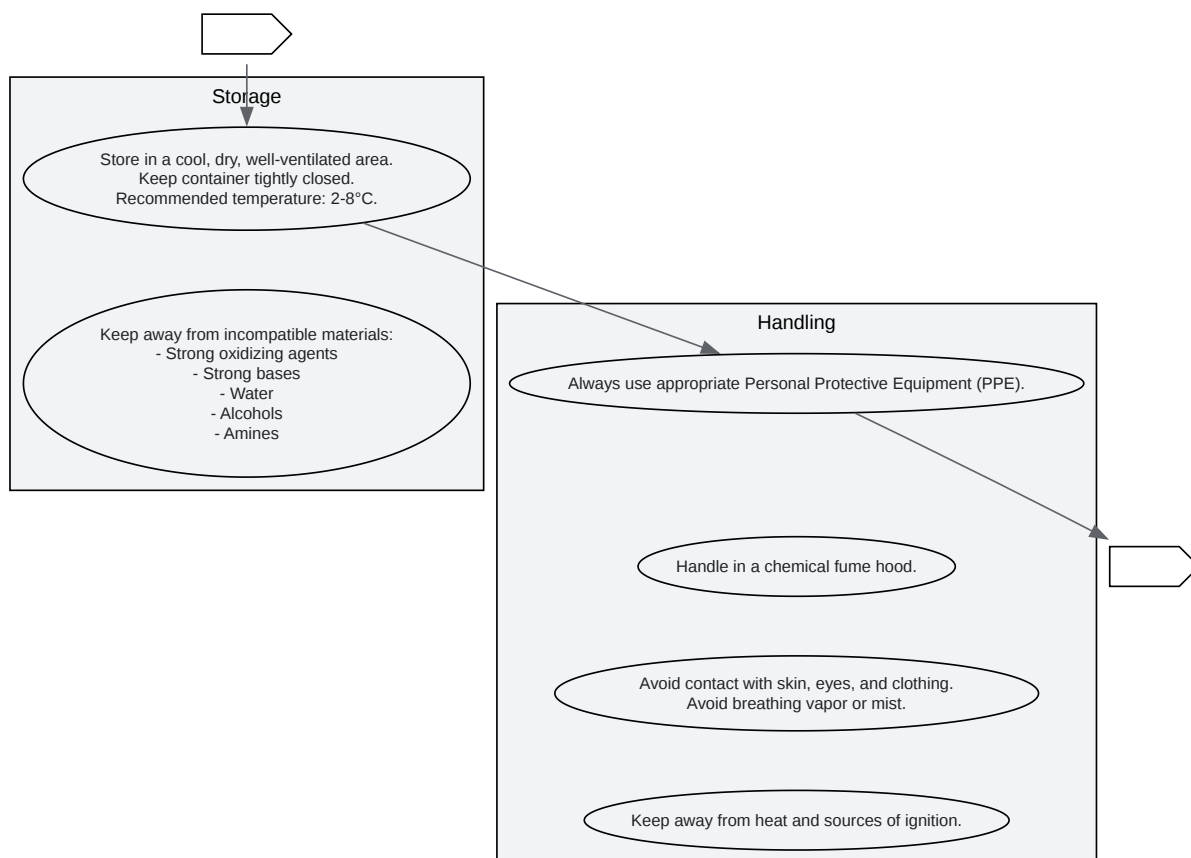 Storage
Store in a cool, dry, well-ventilated area.
Keep container tightly closed.
Recommended temperature: 2-8°C.
Keep away from incompatible materials:
- Strong oxidizing agents
- Strong bases
- Water
- Alcohols
- Amines
Handling
Always use appropriate Personal Protective Equipment (PPE).
Handle in a chemical fume hood.
Avoid contact with skin, eyes, and clothing.
Avoid breathing vapor or mist.
Keep away from heat and sources of ignition.